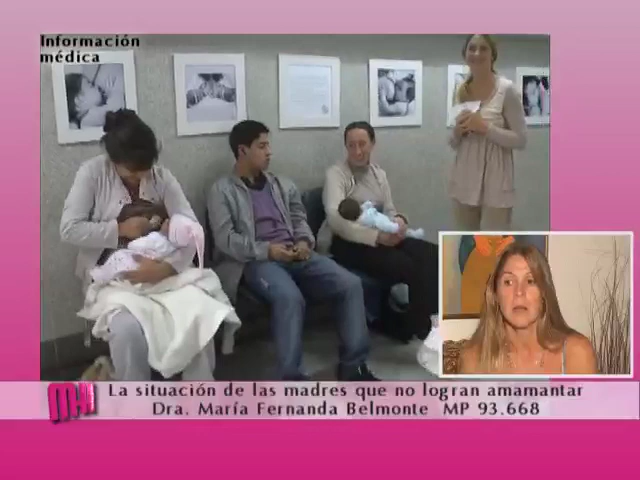 Información
médica
La situación de las madres que no logran amamantar
Dra. María Fernanda Belmonte MP 93.668